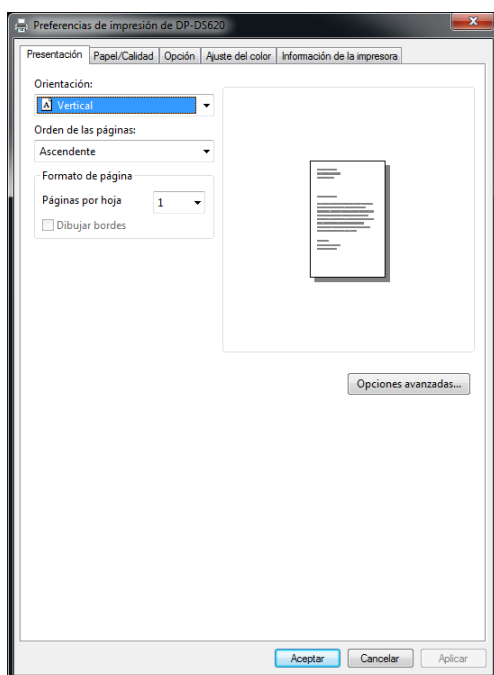 Preferencias de impresión de DP-DS620
Presentación Papel/Calidad Opción Ajuste del color Información de la impresora
Orientación:
A Vertical
Orden de las páginas:
Ascendente
Formato de página
Páginas por hoja 1
Dibujar bordes
Opciones avanzadas...
Aceptar Cancelar Aplicar